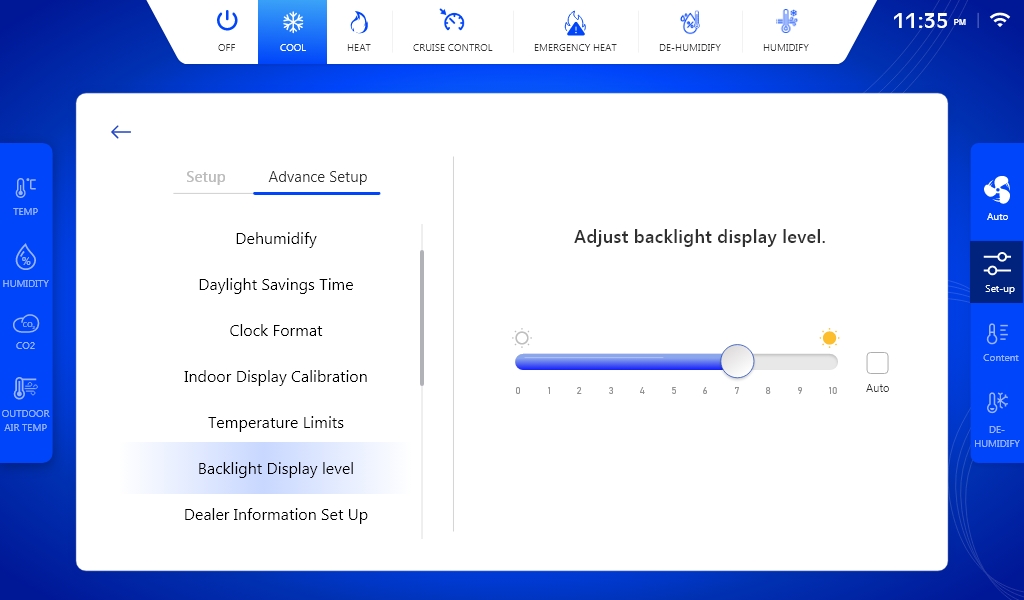 OFF
COOL
HEAT
CRUISE CONTROL
EMERGENCY HEAT
DE-HUMIDIFY
HUMIDIFY
11:35 PM
TEMP
HUMIDITY
CO2
OUTDOOR
AIR TEMP
Setup
Advance Setup
Dehumidify
Daylight Savings Time
Clock Format
Indoor Display Calibration
Temperature Limits
Backlight Display level
Dealer Information Set Up
Adjust backlight display level.
0 1 2 3 4 5 6 7 8 9 10
Auto
Auto
Set-up
Content
DE-
HUMIDIFY